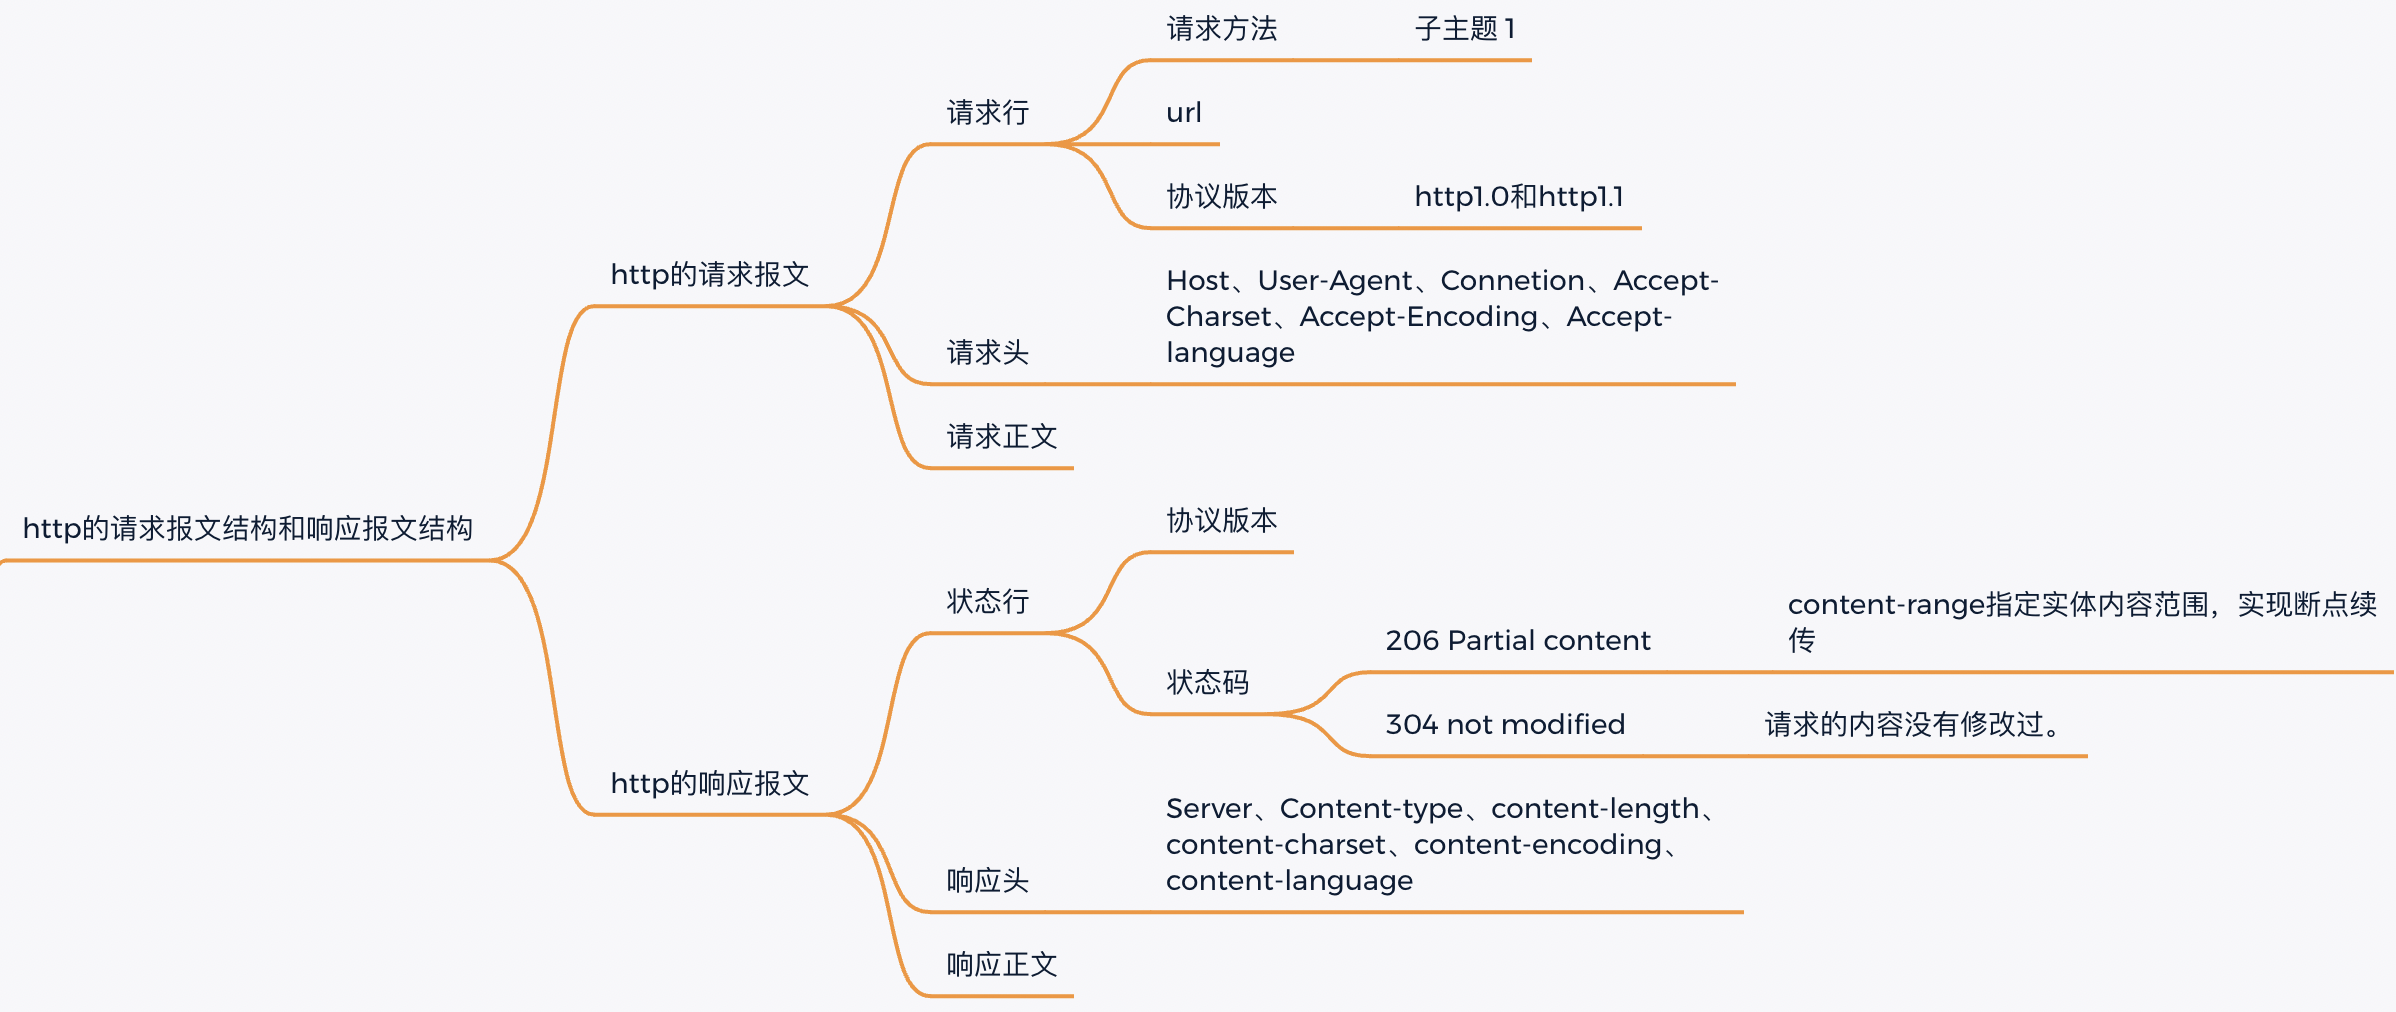 请求方法
子主题 1
请求行
url
协议版本
http1.0和http1.1
http的请求报文
Host、User-Agent、Connetion、Accept-
Charset、Accept-Encoding、Accept-
language
请求头
请求正文
http的请求报文结构和响应报文结构
协议版本
状态行
content-range指定实体内容范围，实现断点续
传
206 Partial content
状态码
304 not modified
请求的内容没有修改过。
http的响应报文
Server、Content-type、content-length、
content-charset、content-encoding、
content-language
响应头
响应正文